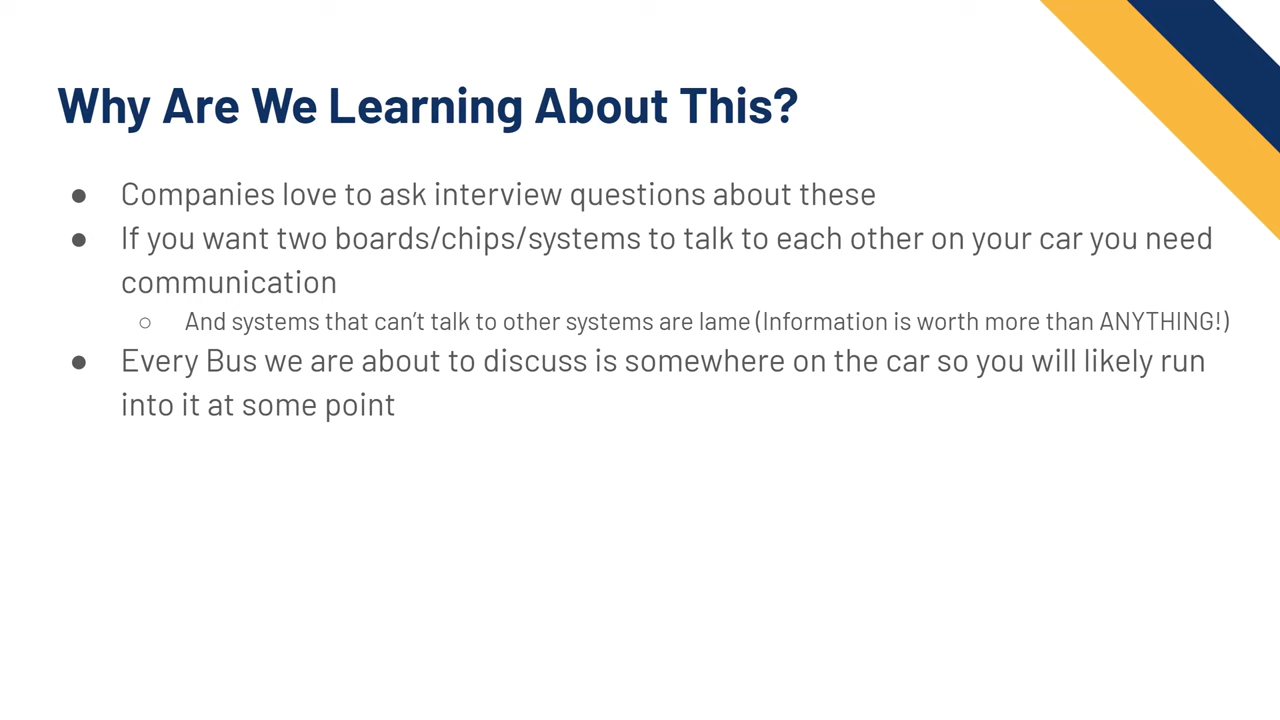 Why Are We Learning About This?
● Companies love to ask interview questions about these
● If you want two boards/chips/systems to talk to each other on your car you need
communication
○ And systems that can't talk to other systems are lame (Information is worth more than ANYTHING!)
● Every Bus we are about to discuss is somewhere on the car so you will likely run
into it at some point